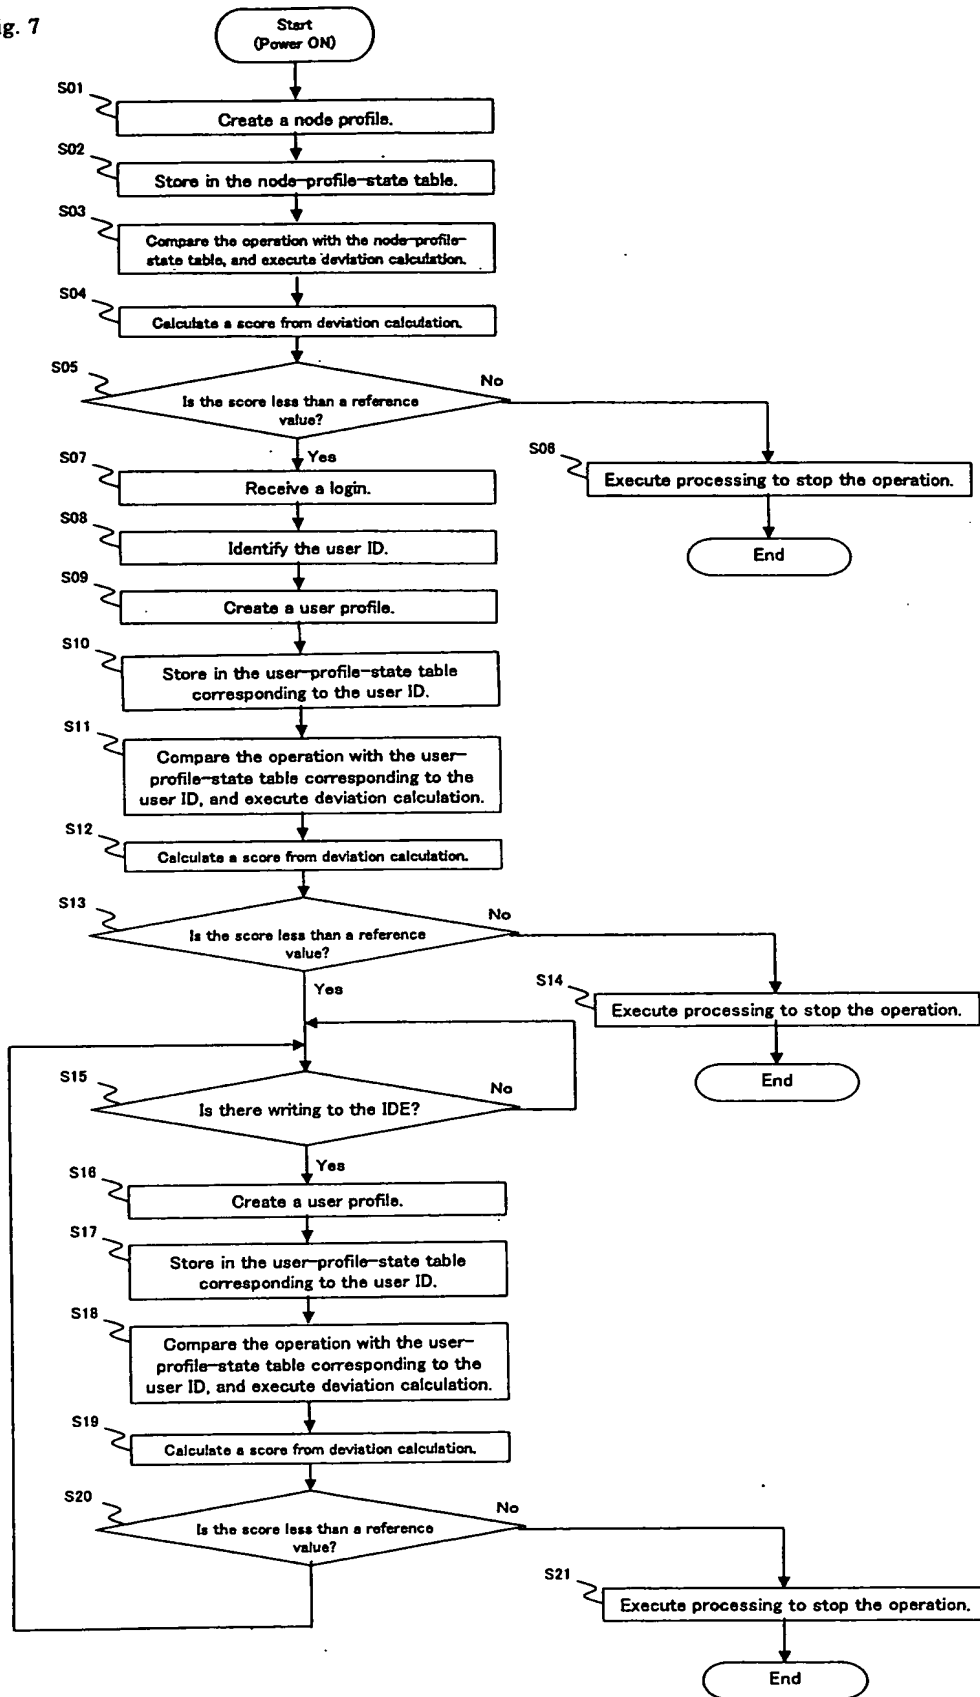 ig. 7
Start
(Power ON)
S01
Create a node profile.
S02
Store in the node-profile-state table.
S03
Compare the operation with the node-profile-
state table, and execute deviation calculation.
S04
Calculate a score from deviation calculation.
S05
Is the score less than a reference
value?
No
Yes
S06
Execute processing to stop the operation.
End
S07
Receive a login.
S08
Identify the user ID.
S09
Create a user profile.
S10
Store in the user-profile-state table
corresponding to the user ID.
S11
Compare the operation with the user-
profile-state table corresponding to the
user ID, and execute deviation calculation.
S12
Calculate a score from deviation calculation.
S13
Is the score less than a reference
value?
No
Yes
S14
Execute processing to stop the operation.
End
S15
Is there writing to the IDE?
No
Yes
S16
Create a user profile.
S17
Store in the user-profile-state table
corresponding to the user ID.
S18
Compare the operation with the user-
profile-state table corresponding to the
user ID, and execute deviation calculation.
S19
Calculate a score from deviation calculation.
S20
Is the score less than a reference
value?
No
S21
Execute processing to stop the operation.
End